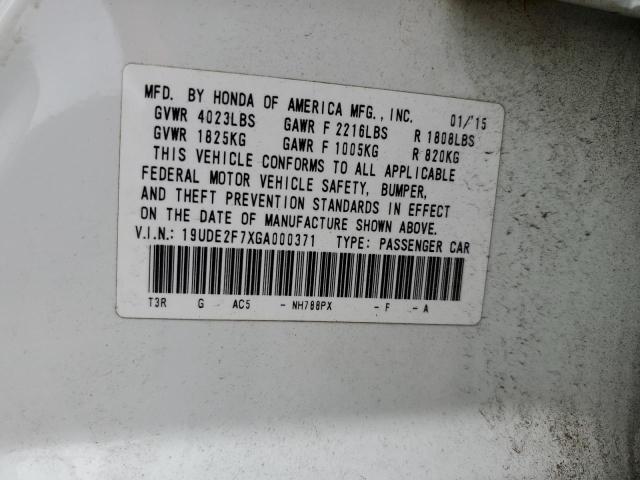 MFD. BY HONDA OF AMERICA MFG., INC. 01/'15
GVWR 4023LBS GAWR F 2216LBS R 1808LBS
GVWR 1825KG GAWR F 1005KG R 820KG
THIS VEHICLE CONFORMS TO ALL APPLICABLE
FEDERAL MOTOR VEHICLE SAFETY, BUMPER,
AND THEFT PREVENTION STANDARDS IN EFFECT
ON THE DATE OF MANUFACTURE SHOWN ABOVE.
V.I.N.: 19UDE2F7XGA000371 TYPE: PASSENGER CAR
T3R G AC5 - NH788PX - F - A